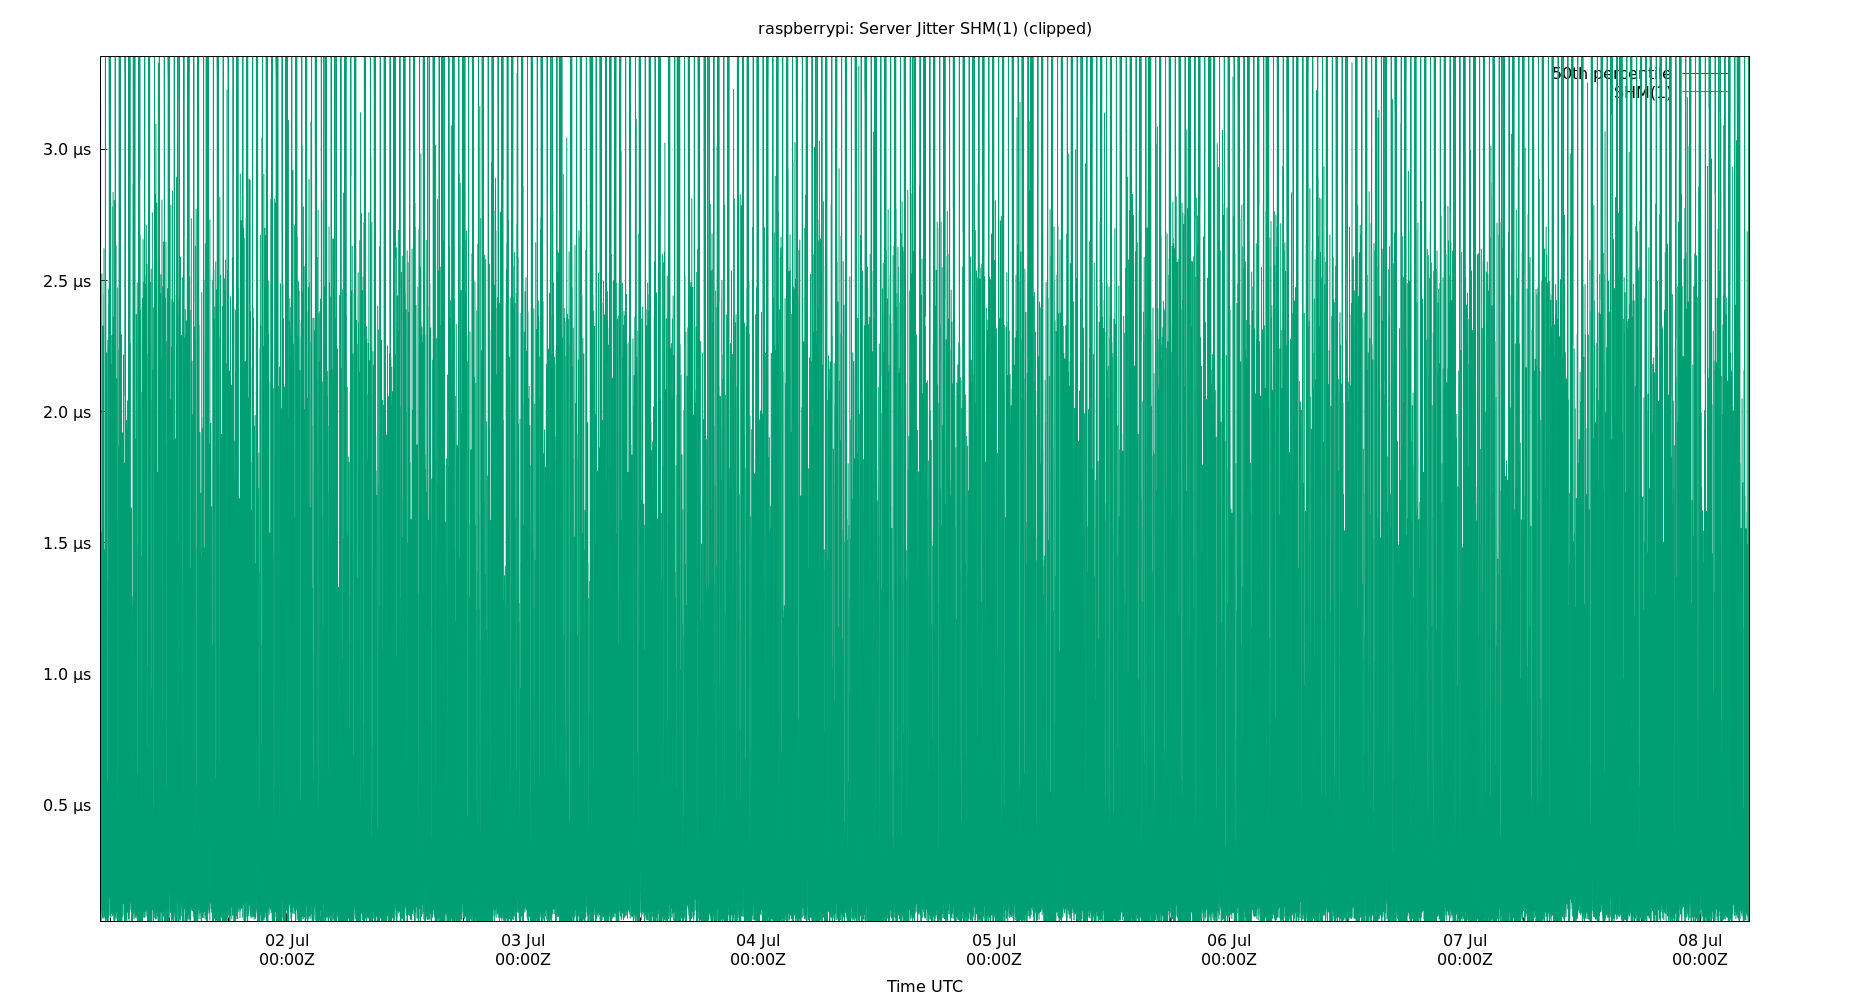 raspberrypi: Server Jitter SHM(1) (clipped)
50th percentile
SHM(1)
3.0 µs
2.5 µs
2.0 µs
1.5 µs
1.0 µs
0.5 µs
02 Jul 03 Jul 04 Jul 05 Jul 06 Jul 07 Jul 08 Jul
00:00Z 00:00Z 00:00Z 00:00Z 00:00Z 00:00Z 00:00Z
Time UTC